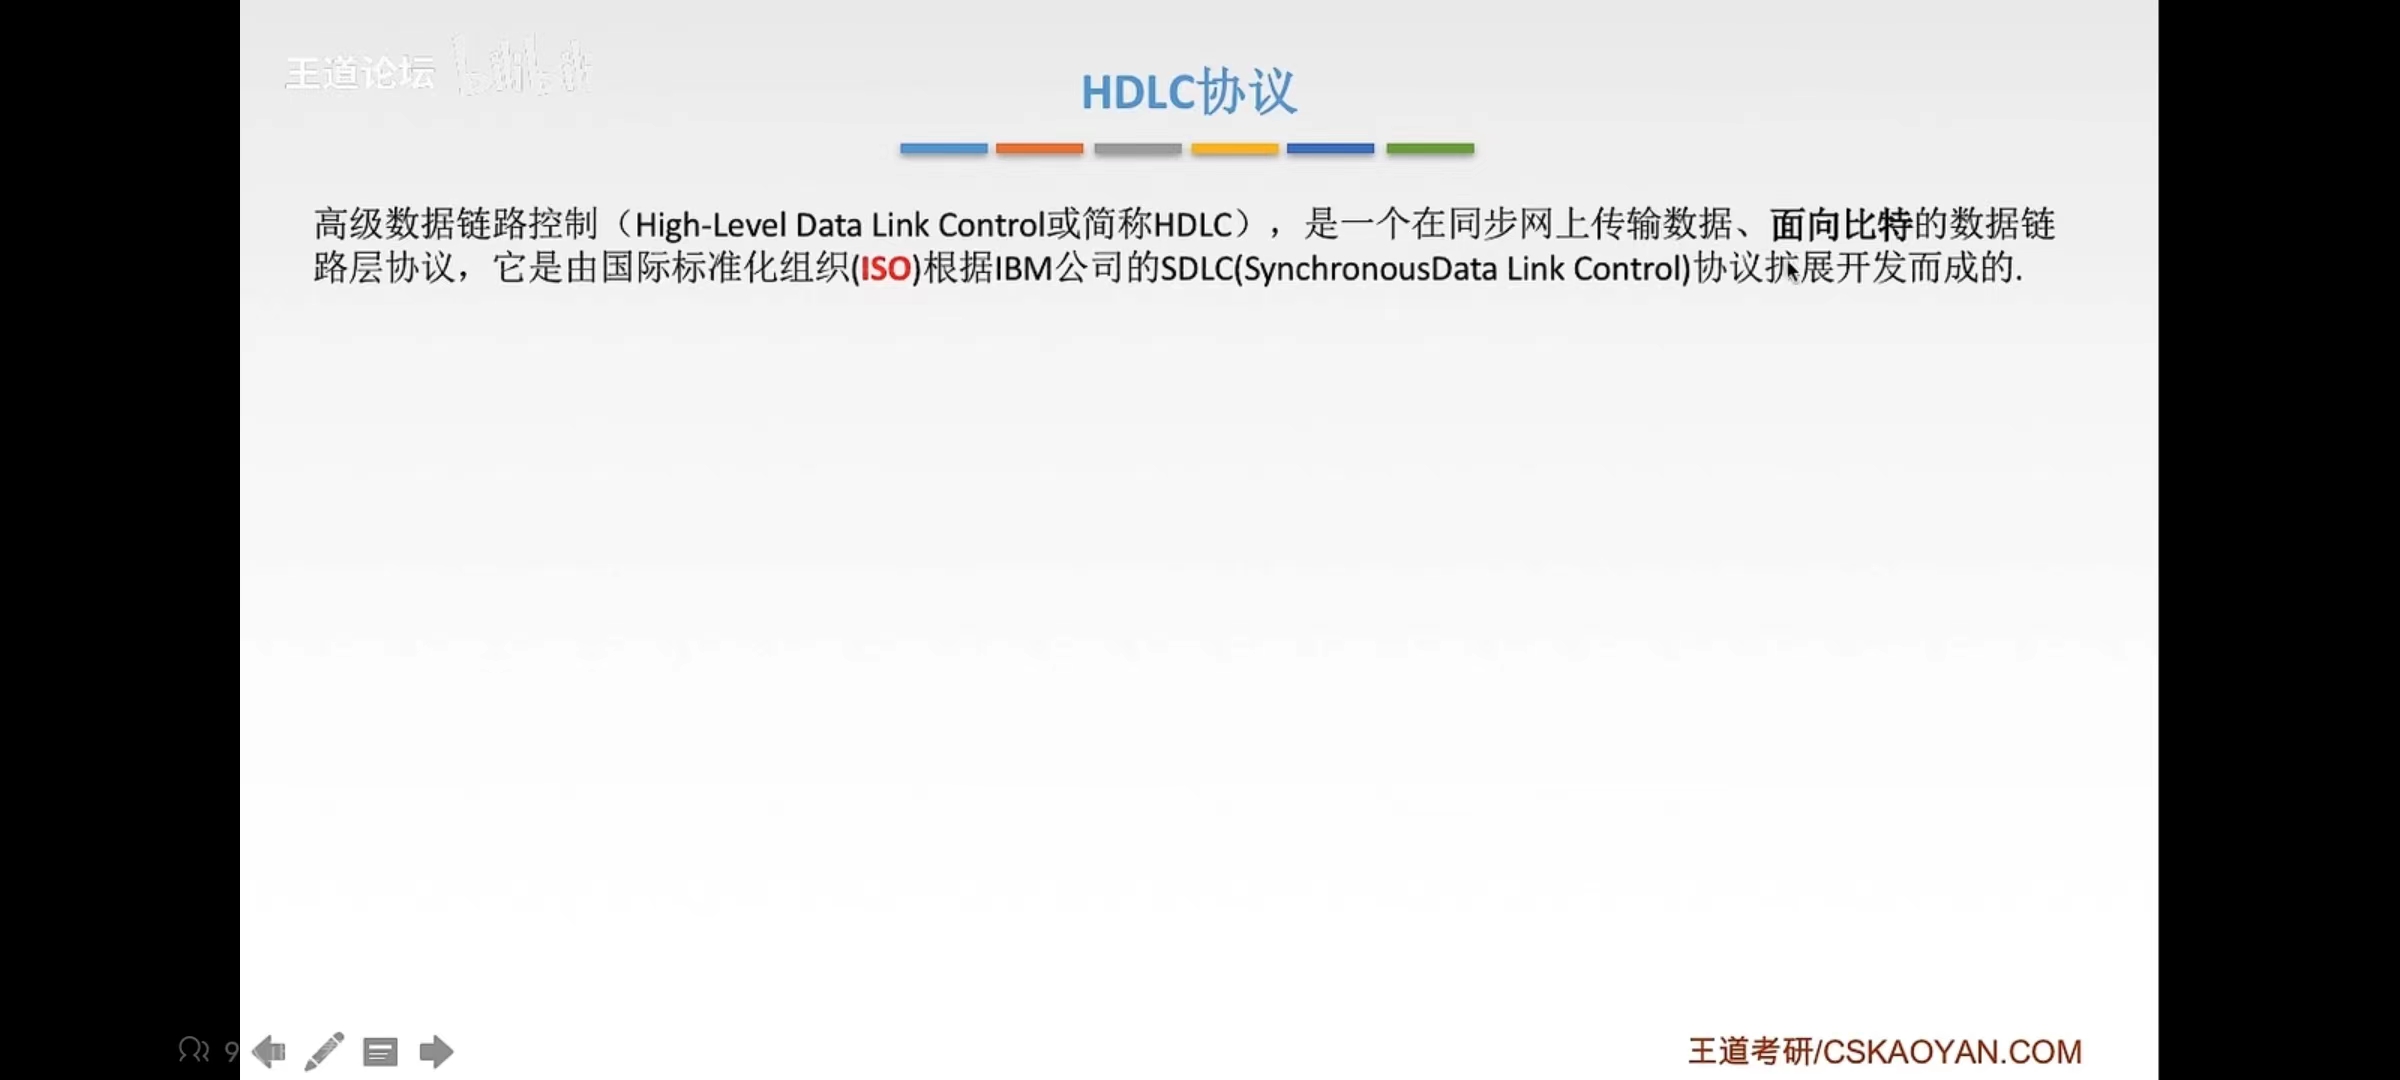 王道论坛 bilibili
HDLC协议
高级数据链路控制（High-Level Data Link Control或简称HDLC），是一个在同步网上传输数据、面向比特的数据链
路层协议，它是由国际标准化组织(ISO)根据IBM公司的SDLC(SynchronousData Link Control)协议扩展开发而成的.
9
王道考研/CSKAOYAN.COM